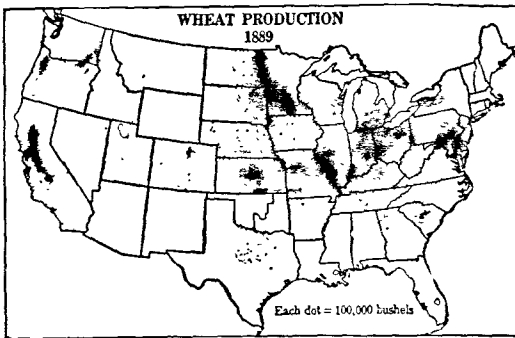 WHEAT PRODUCTION
1889
Each dot = 100,000 bushels